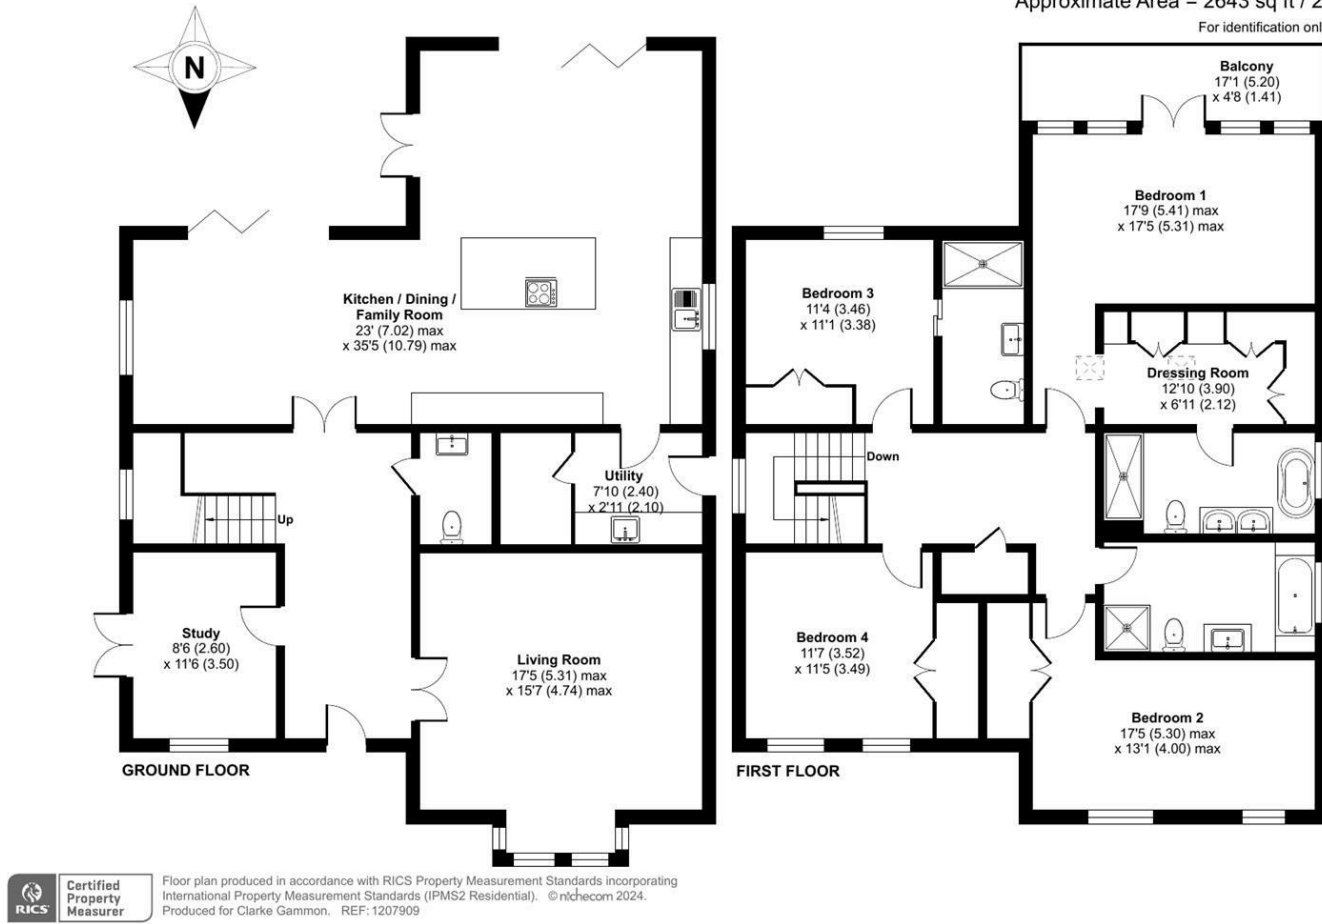 Approximate Area = 2643 sq ft / 2
For identification onl
N
Balcony
17'1 (5.20)
x 4'8 (1.41)
Bedroom 1
17'9 (5.41) max
x 17'5 (5.31) max
Kitchen / Dining /
Family Room
23' (7.02) max
x 35'5 (10.79) max
Bedroom 3
11'4 (3.46)
x 11'1 (3.38)
Dressing Room
12'10 (3.90)
x 6'11 (2.12)
Utility
7'10 (2.40)
x 2'11 (2.10)
Down
Up
Study
8'6 (2.60)
x 11'6 (3.50)
Living Room
17'5 (5.31) max
x 15'7 (4.74) max
Bedroom 4
11'7 (3.52)
x 11'5 (3.49)
Bedroom 2
17'5 (5.30) max
x 13'1 (4.00) max
GROUND FLOOR
FIRST FLOOR
RICS
Certified
Property
Measurer
Floor plan produced in accordance with RICS Property Measurement Standards incorporating
International Property Measurement Standards (IPMS2 Residential). © nichecom 2024.
Produced for Clarke Gammon. REF: 1207909